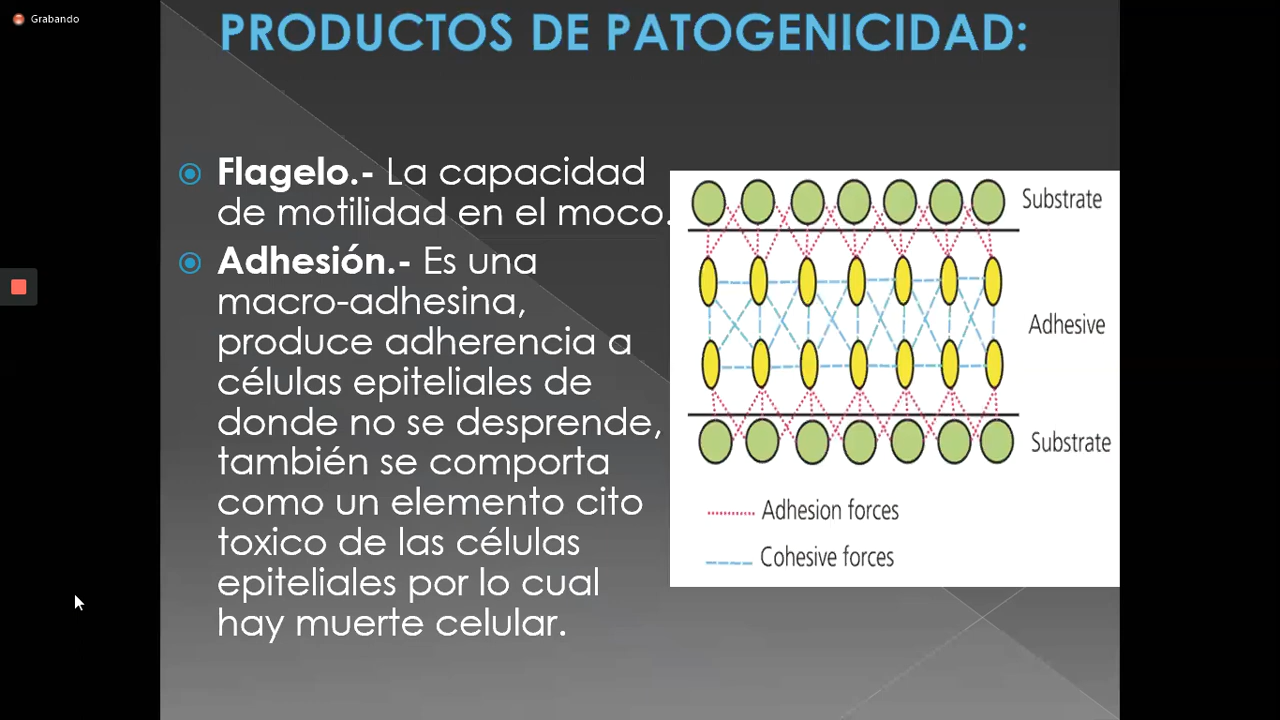 Grabando
PRODUCTOS DE PATOGENICIDAD:
Flagelo.- La capacidad
de motilidad en el moco.
Adhesión.- Es una
macro-adhesina,
produce adherencia a
células epiteliales de
donde no se desprende,
también se comporta
como un elemento cito
toxico de las células
epiteliales por lo cual
hay muerte celular.
Substrate
Adhesive
Substrate
Adhesion forces
Cohesive forces